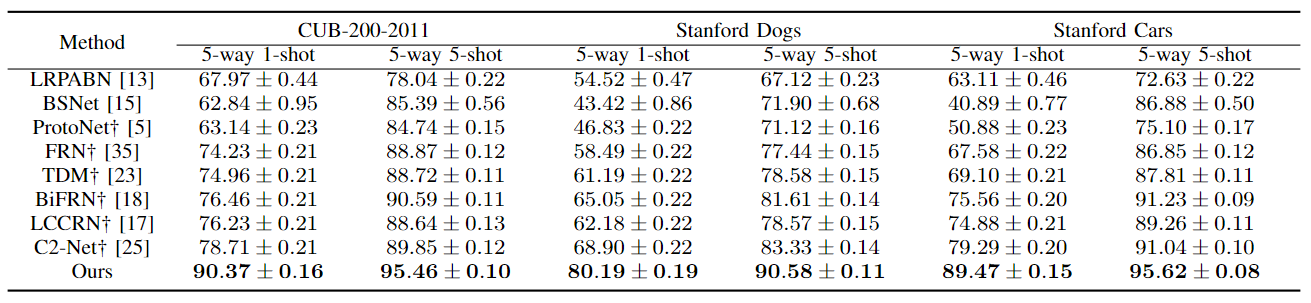 Method CUB-200-2011 Stanford Dogs Stanford Cars
5-way 1-shot 5-way 5-shot 5-way 1-shot 5-way 5-shot 5-way 1-shot 5-way 5-shot
LRPABN [13] 67.97 ± 0.44 78.04 ± 0.22 54.52 ± 0.47 67.12 ± 0.23 63.11 ± 0.46 72.63 ± 0.22
BSNet [15] 62.84 ± 0.95 85.39 ± 0.56 43.42 ± 0.86 71.90 ± 0.68 40.89 ± 0.77 86.88 ± 0.50
ProtoNet† [5] 63.14 ± 0.23 84.74 ± 0.15 46.83 ± 0.22 71.12 ± 0.16 50.88 ± 0.23 75.10 ± 0.17
FRN† [35] 74.23 ± 0.21 88.87 ± 0.12 58.49 ± 0.22 77.44 ± 0.15 67.58 ± 0.22 86.85 ± 0.12
TDM† [23] 74.96 ± 0.21 88.72 ± 0.11 61.19 ± 0.22 78.58 ± 0.15 69.10 ± 0.21 87.81 ± 0.11
BiFRN† [18] 76.46 ± 0.21 90.59 ± 0.11 65.05 ± 0.22 81.61 ± 0.14 75.56 ± 0.20 91.23 ± 0.09
LCCRN† [17] 76.23 ± 0.21 88.64 ± 0.13 62.18 ± 0.22 78.57 ± 0.15 74.88 ± 0.21 89.26 ± 0.11
C2-Net† [25] 78.71 ± 0.21 89.85 ± 0.12 68.90 ± 0.22 83.33 ± 0.14 79.29 ± 0.20 91.04 ± 0.10
Ours 90.37 ± 0.16 95.46 ± 0.10 80.19 ± 0.19 90.58 ± 0.11 89.47 ± 0.15 95.62 ± 0.08